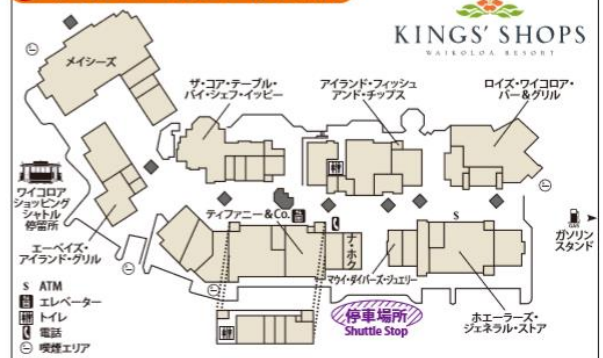 KINGS' SHOPS
WAIKOLOA RESORT
メイシーズ
ザ・コア・テーブル・
バイ・シェフ・イッピー
アイランド・フィッシュ
アンド・チップス
ロイズ・ワイコロア・
バー&グリル
ワイコロア
ショッピング
シャトル
停留所
ティファニー&Co.
S
ガソリン
スタンド
エーベイズ・
アイランド・グリル
ナ・ホク
マウイ・ダイバーズ・ジュエリー
停車場所
Shuttle Stop
ホエーラーズ・
ジェネラル・ストア
S ATM
エレベーター
トイレ
電話
喫煙エリア